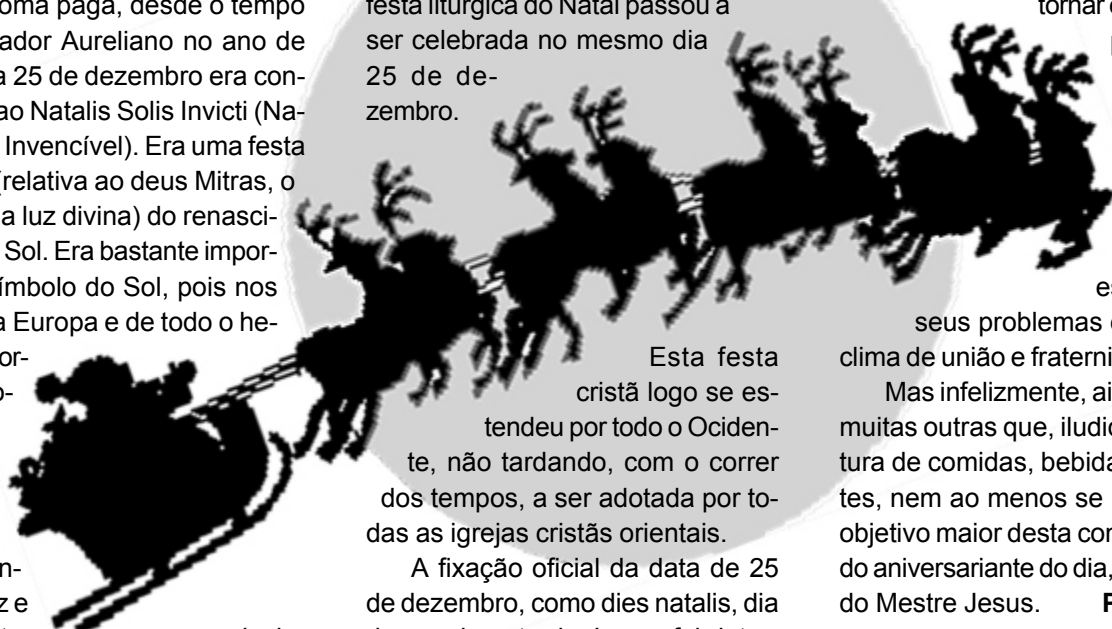 oma pagã, desde o tempo
ador Aureliano no ano de
a 25 de dezembro era con-
ao Natalis Solis Invicti (Na-
Invencível). Era uma festa
(relativa ao deus Mitras, o
a luz divina) do renasci-
Sol. Era bastante impor-
ímbolo do Sol, pois nos
a Europa e de todo o he-
or-
o-
n-
z e
festa litúrgica do Natal passou a
ser celebrada no mesmo dia
25 de de-
zembro.
Esta festa
cristã logo se es-
tendeu por todo o Ociden-
te, não tardando, com o correr
dos tempos, a ser adotada por to-
das as igrejas cristãs orientais.
A fixação oficial da data de 25
de dezembro, como dies natalis, dia
tornar
es
seus problemas
clima de união e fraterni
Mas infelizmente, ai
muitas outras que, iludi
tura de comidas, bebida
tes, nem ao menos se
objetivo maior desta co
do aniversariante do dia,
do Mestre Jesus.